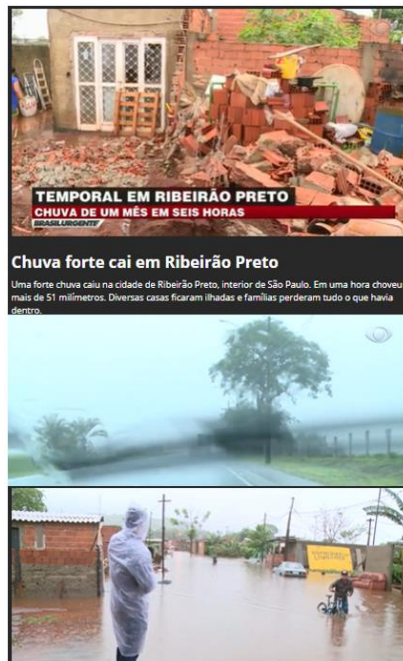 TEMPORAL EM RIBEIRÃO PRETO
CHUVA DE UM MÊS EM SEIS HORAS
BRASILURGENTE
Chuva forte cai em Ribeirão Preto
Uma forte chuva caiu na cidade de Ribeirão Preto, interior de São Paulo. Em uma hora choveu
mais de 51 milímetros. Diversas casas ficaram ilhadas e famílias perderam tudo o que havia
dentro.